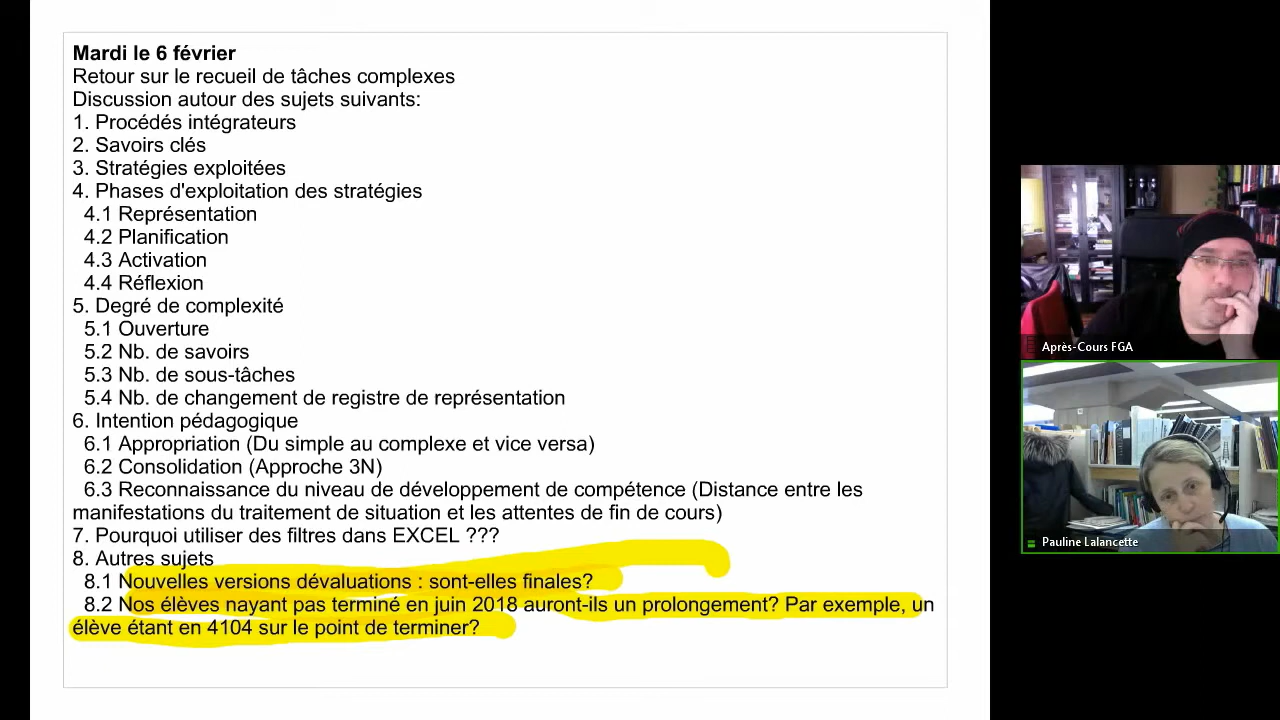 Mardi le 6 février
Retour sur le recueil de tâches complexes
Discussion autour des sujets suivants:
1. Procédés intégrateurs
2. Savoirs clés
3. Stratégies exploitées
4. Phases d'exploitation des stratégies
4.1 Représentation
4.2 Planification
4.3 Activation
4.4 Réflexion
5. Degré de complexité
5.1 Ouverture
5.2 Nb. de savoirs
5.3 Nb. de sous-tâches
5.4 Nb. de changement de registre de représentation
6. Intention pédagogique
6.1 Appropriation (Du simple au complexe et vice versa)
6.2 Consolidation (Approche 3N)
6.3 Reconnaissance du niveau de développement de compétence (Distance entre les
manifestations du traitement de situation et les attentes de fin de cours)
7. Pourquoi utiliser des filtres dans EXCEL ???
8. Autres sujets
8.1 Nouvelles versions dévaluations : sont-elles finales?
8.2 Nos élèves nayant pas terminé en juin 2018 auront-ils un prolongement? Par exemple, un
élève étant en 4104 sur le point de terminer?
Après-Cours FGA
Pauline Lalancette